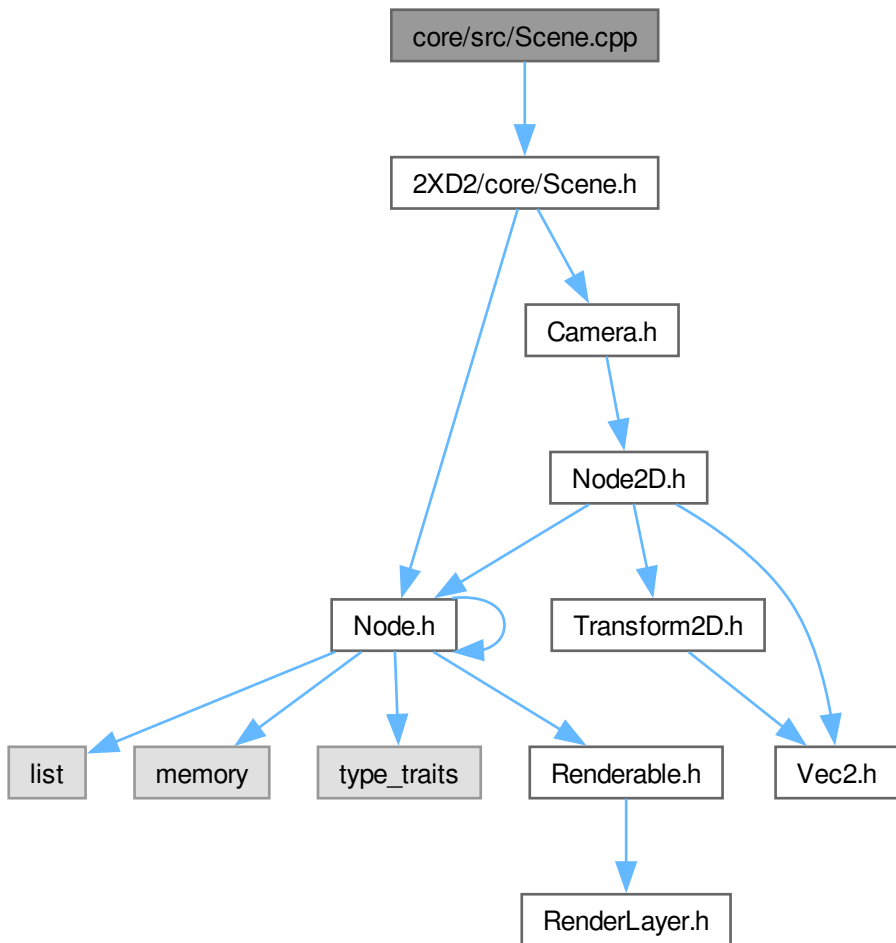 core/src/Scene.cpp
2XD2/core/Scene.h
Camera.h
Node2D.h
Node.h
Transform2D.h
list
memory
type_traits
Renderable.h
Vec2.h
RenderLayer.h